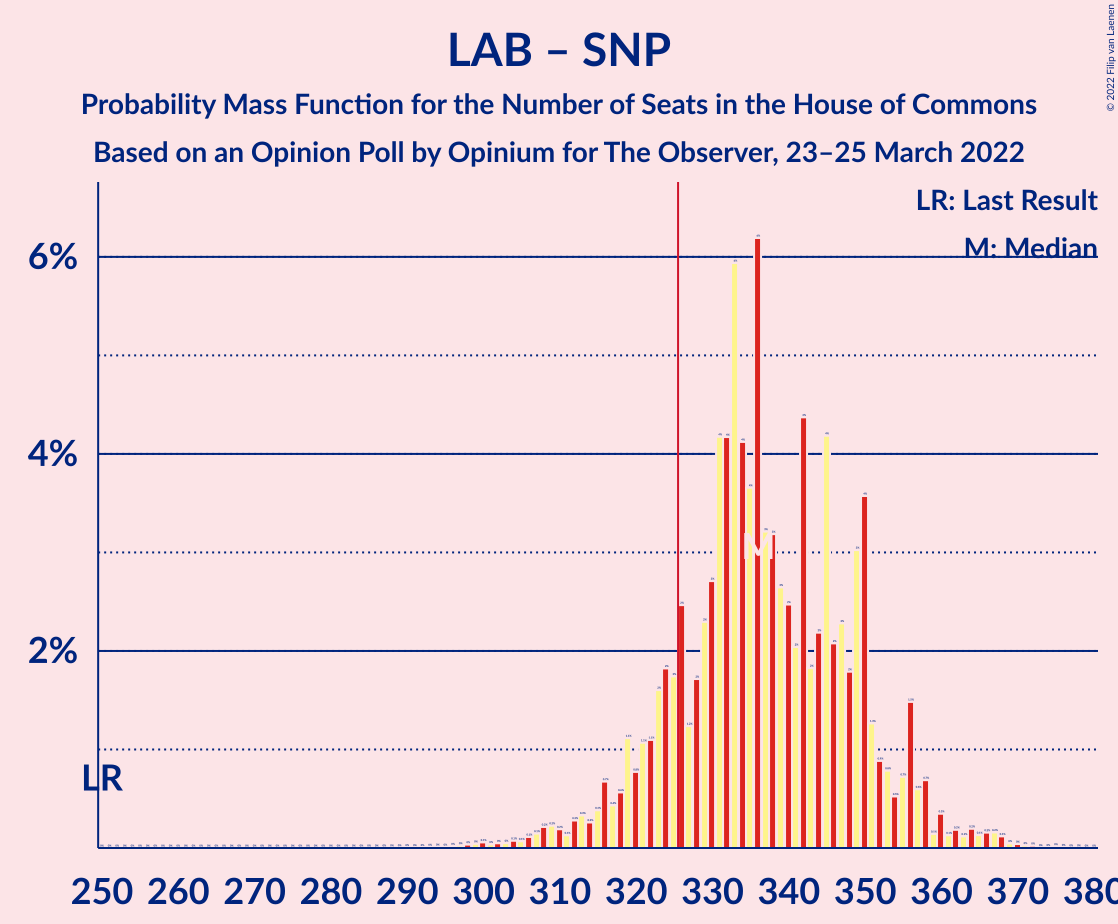 LAB – SNP
Probability Mass Function for the Number of Seats in the House of Commons
Based on an Opinion Poll by Opinium for The Observer, 23–25 March 2022
© 2022 Filip van Laenen
LR: Last Result
M: Median
6%
4%
2%
M
LR
250 260 270 280 290 300 310 320 330 340 350 360 370 380